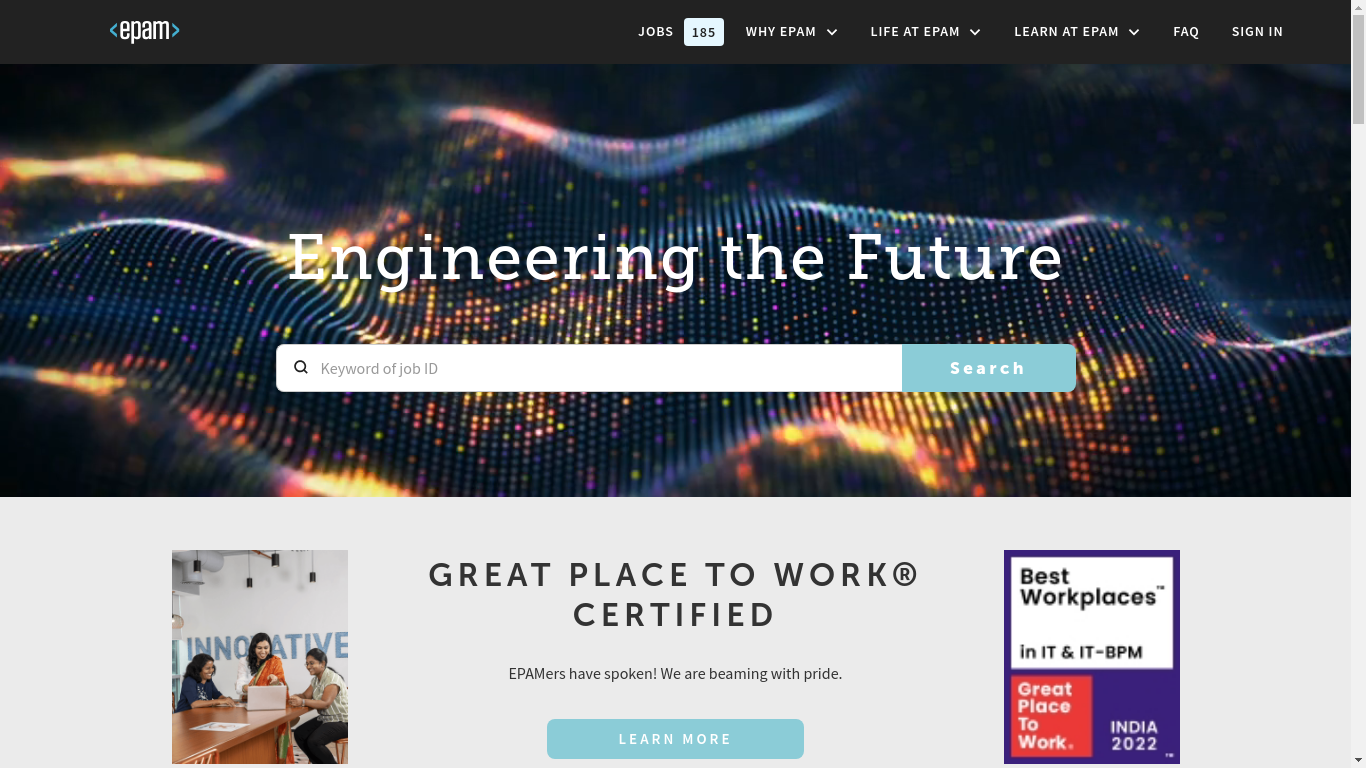 <epam>
JOBS 185 WHY EPAM LIFE AT EPAM LEARN AT EPAM FAQ SIGN IN
Engineering the Future
Keyword of job ID
Search
INNOVATIVE
GREAT PLACE TO WORK®
CERTIFIED
EPAMers have spoken! We are beaming with pride.
LEARN MORE
Best
Workplaces™
in IT & IT-BPM
Great
Place
To
Work.
INDIA
2022
™